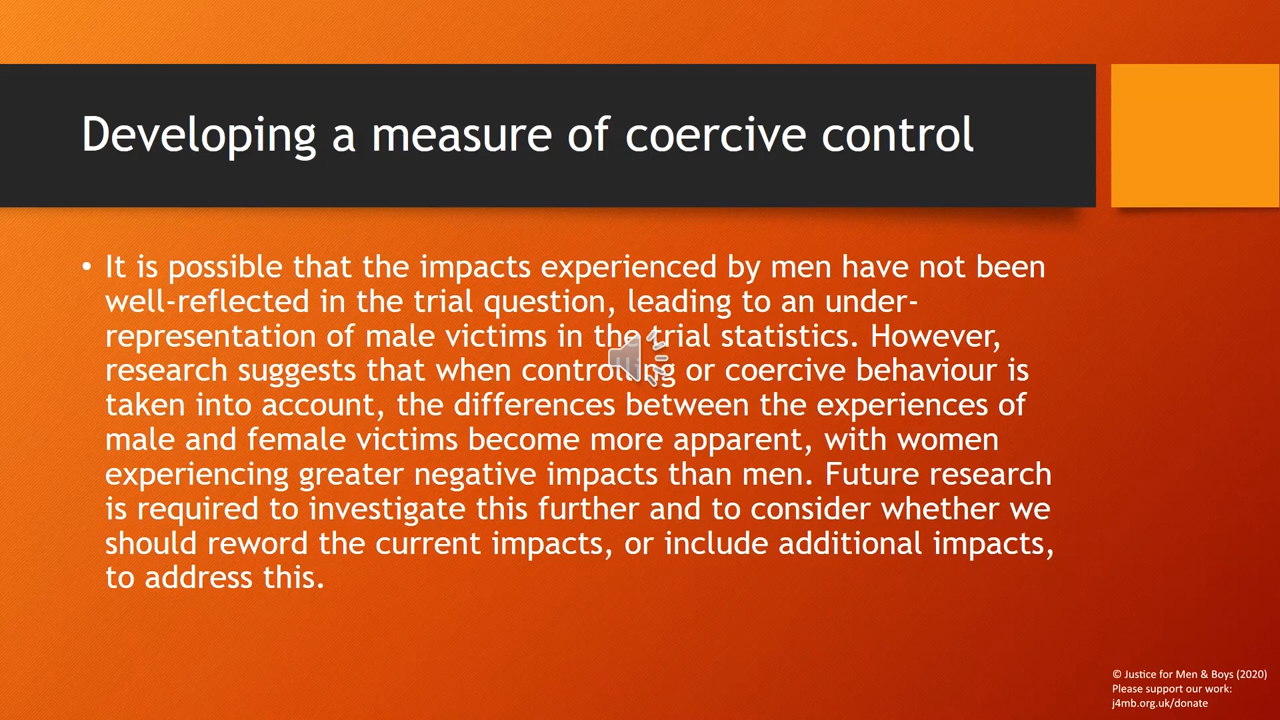 Developing a measure of coercive control
• It is possible that the impacts experienced by men have not been
well-reflected in the trial question, leading to an under-
representation of male victims in the trial statistics. However,
research suggests that when controlling or coercive behaviour is
taken into account, the differences between the experiences of
male and female victims become more apparent, with women
experiencing greater negative impacts than men. Future research
is required to investigate this further and to consider whether we
should reword the current impacts, or include additional impacts,
to address this.
© Justice for Men & Boys (2020)
Please support our work:
j4mb.org.uk/donate